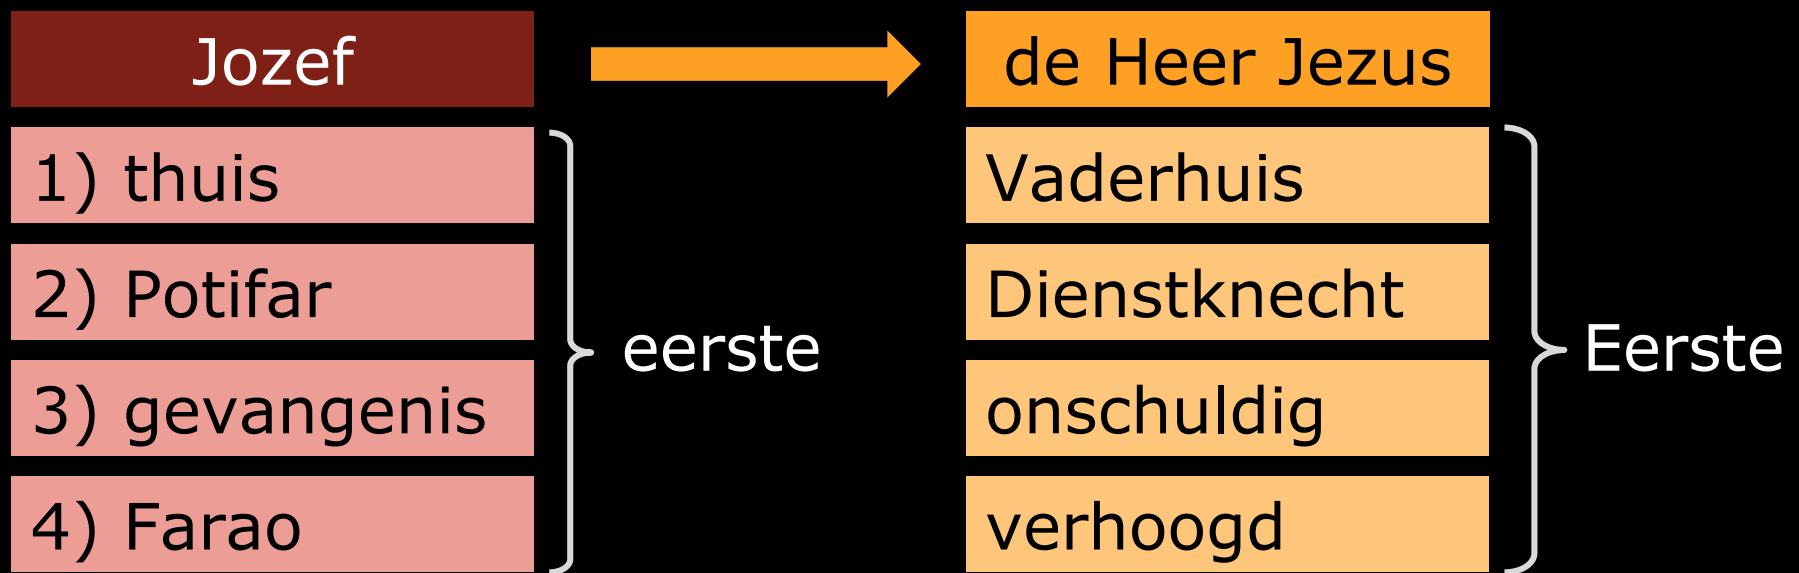 Jozef
de Heer Jezus
1) thuis
Vaderhuis
2) Potifar
Dienstknecht
eerste
Eerste
3) gevangenis
onschuldig
4) Farao
verhoogd